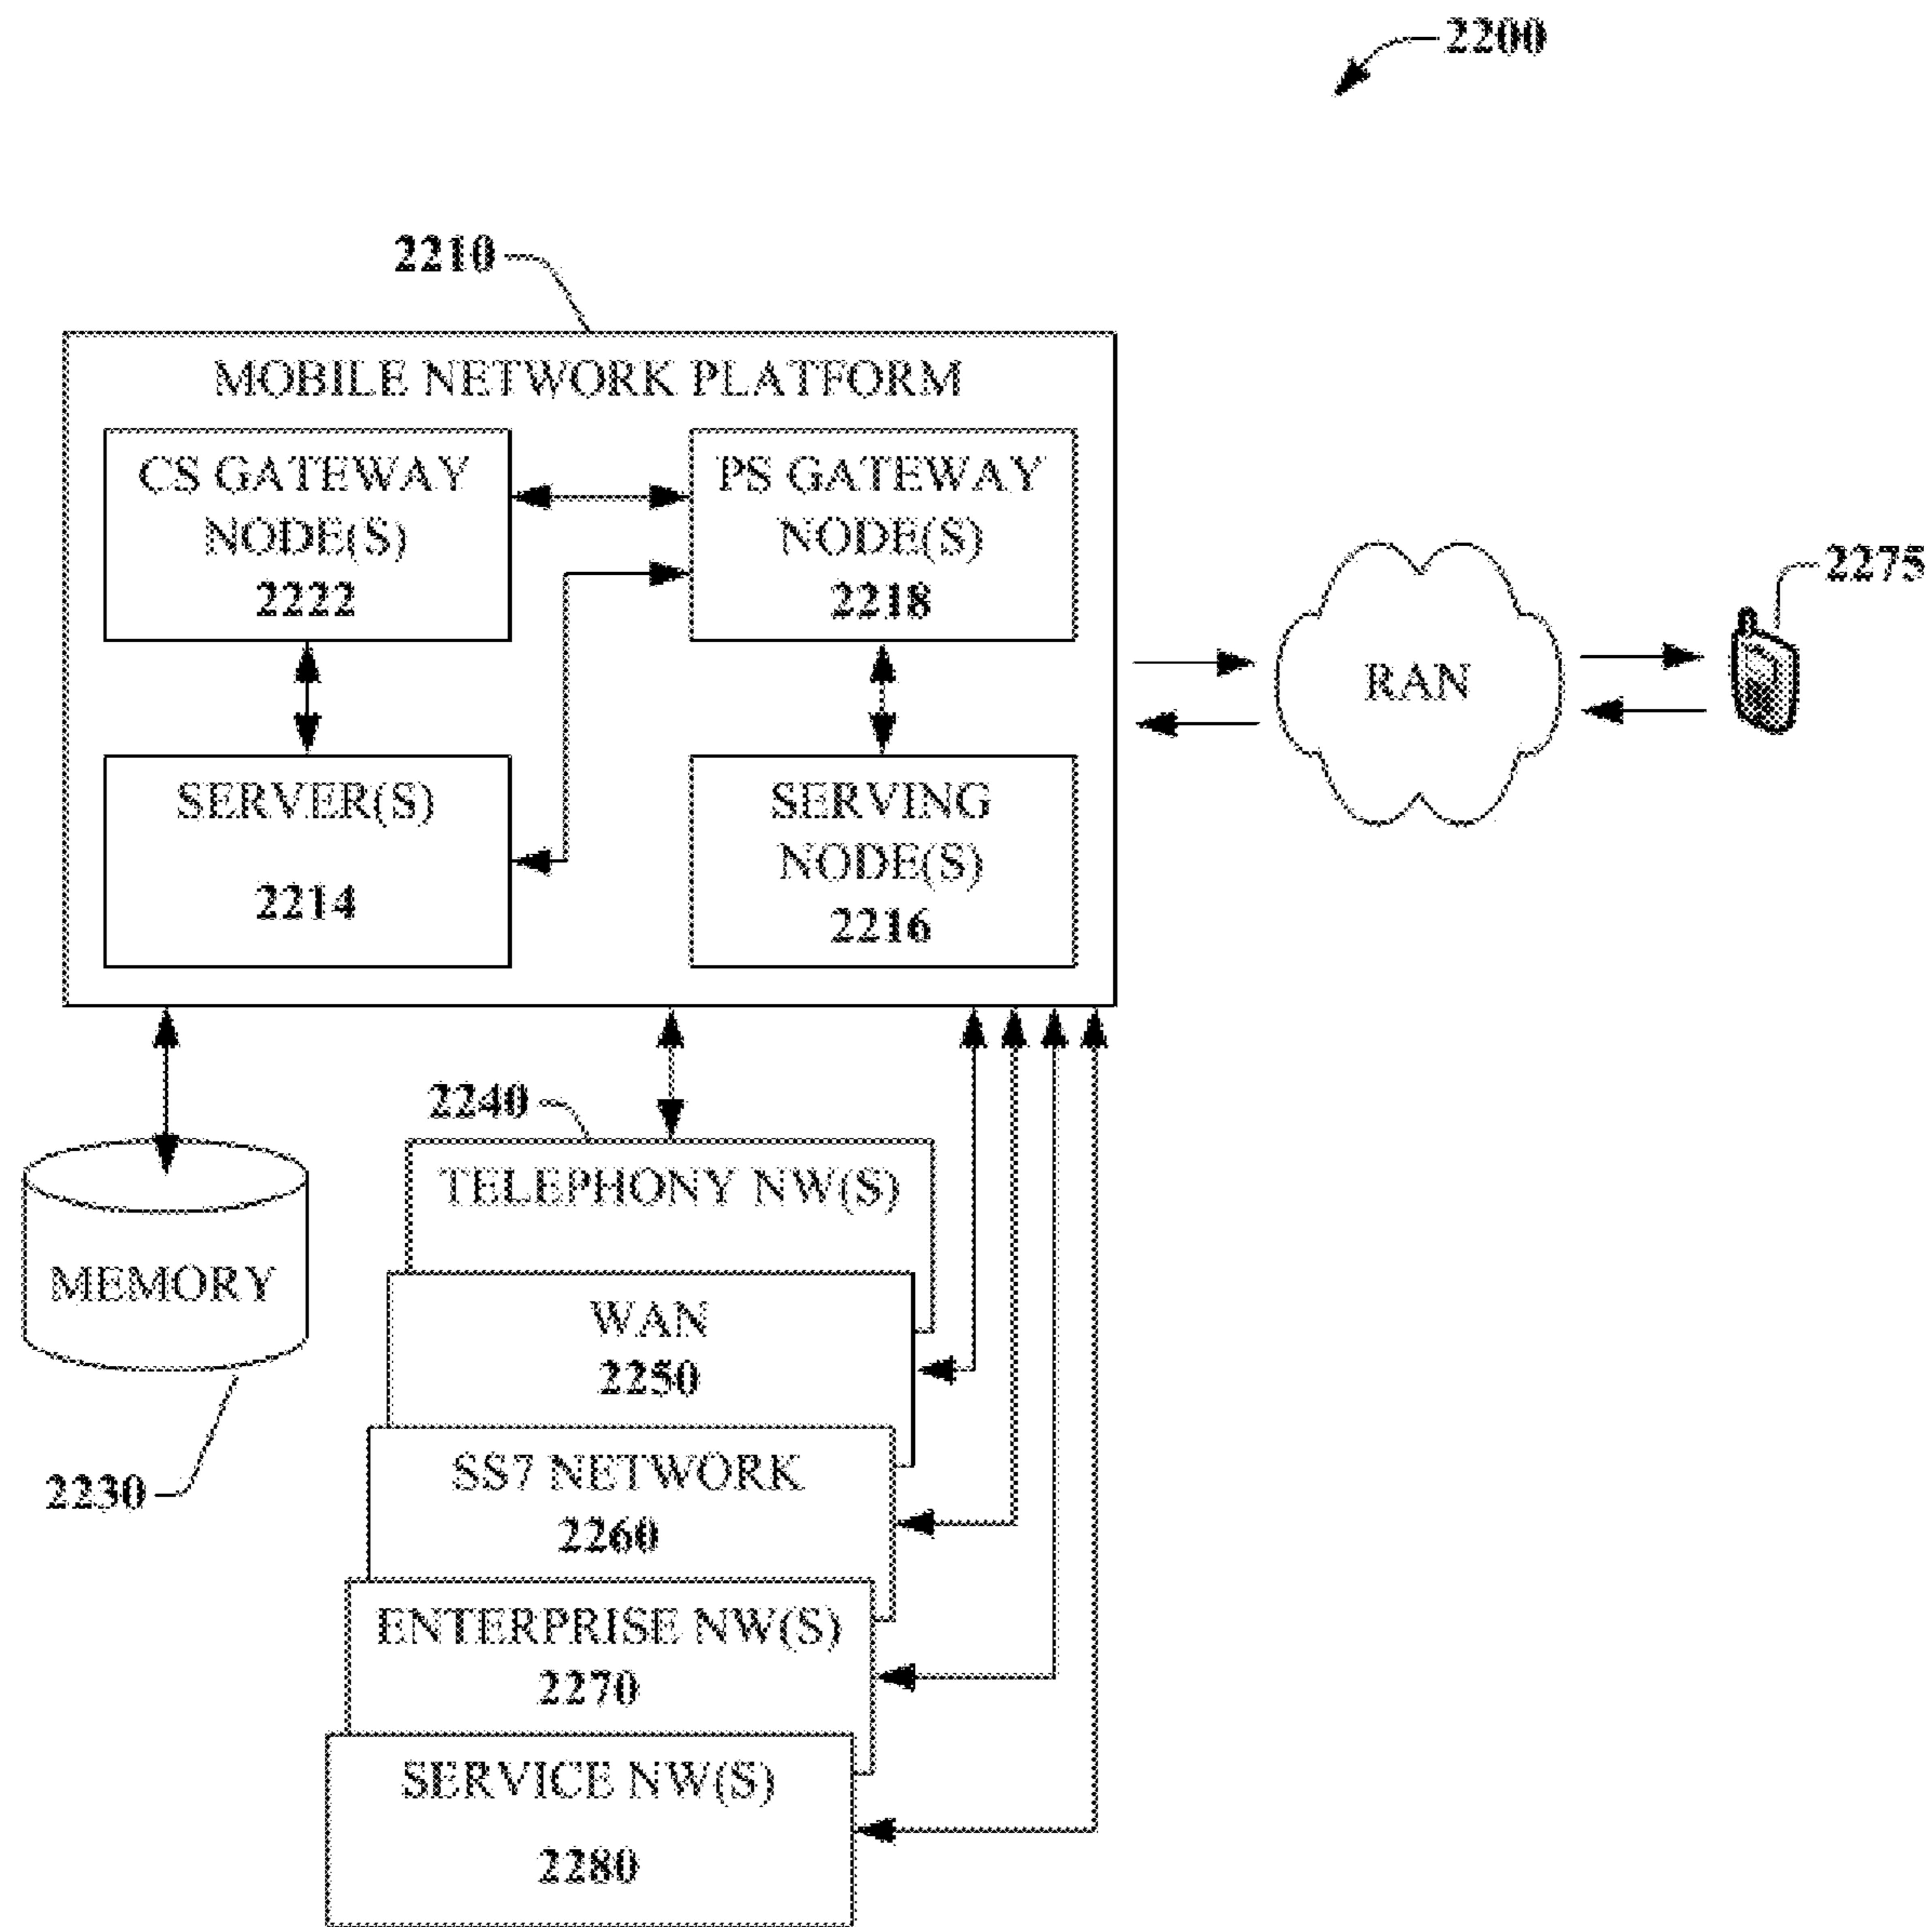 2200
2210
MOBILE NETWORK PLATFORM
CS GATEWAY
NODE(S)
2222
PS GATEWAY
NODE(S)
2218
SERVER(S)
2214
SERVING
NODE(S)
2216
RAN
2275
2240
TELEPHONY NW(S)
MEMORY
2230
WAN
2250
SS7 NETWORK
2260
ENTERPRISE NW(S)
2270
SERVICE NW(S)
2280